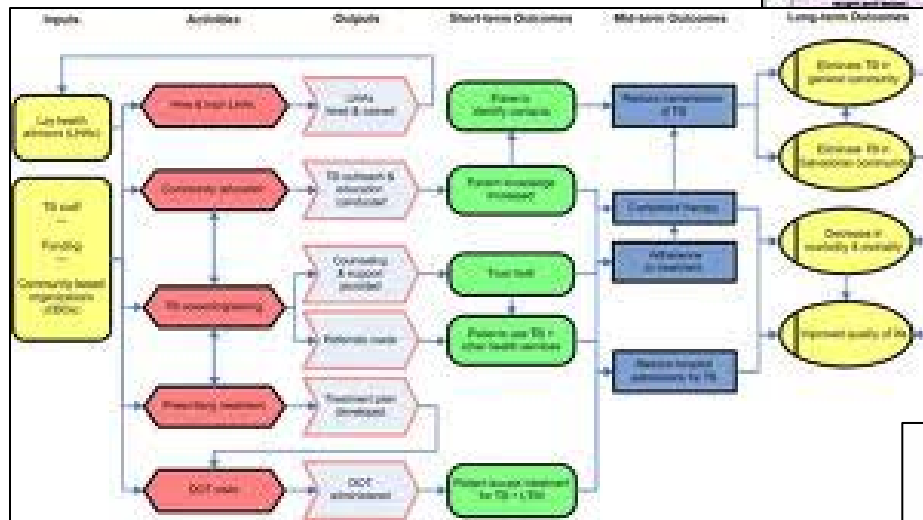 Inputs
Activities
Outputs
Short-term Outcomes
Mid-term Outcomes
Long-term Outcomes
Lay health
advisors (LHAs)
TB staff
Funding
Community based
organizations
(CBOs)
Hire & train LHAs
Community education
TB
Prescribing treatment
DOT visits
LHAs
hired & trained
TB outreach &
education
conducted
Counseling
& support
provided
Referrals made
Treatment plan
developed
DOT
administered
Patients
identify contacts
Patient knowledge
increased
Trust built
Patients use TB +
other health services
Patient
treatment
for TB + LTBI
Reduce transmission
of TB
Completed therapy
Adherence
to treatment
Reduce hospital
admissions for TB
Eliminate TB in
general community
Eliminate TB in
community
Decrease in
morbidity & mortality
Improved quality of life